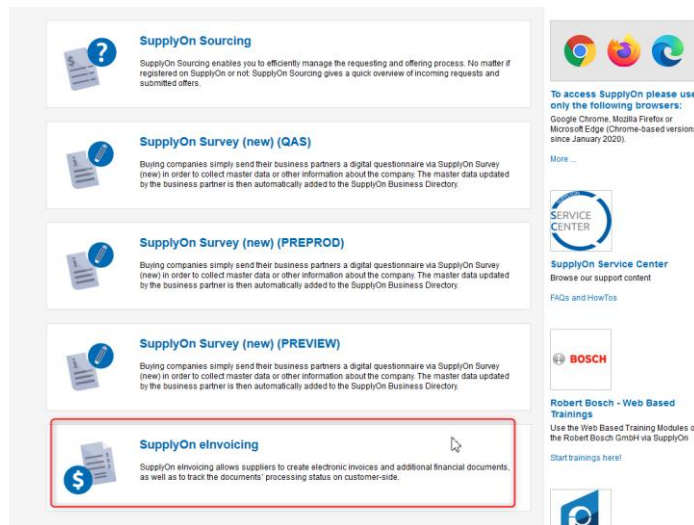 SupplyOn Sourcing
SupplyOn Sourcing enables you to efficiently manage the requesting and offering process. No matter if
registered on SupplyOn or not: SupplyOn Sourcing gives a quick overview of incoming requests and
submitted offers.
SupplyOn Survey (new) (QAS)
Buying companies simply send their business partners a digital questionnaire via SupplyOn Survey
(new) in order to collect master data or other information about the company. The master data updated
by the business partner is then automatically added to the SupplyOn Business Directory.
SupplyOn Survey (new) (PREPROD)
Buying companies simply send their business partners a digital questionnaire via SupplyOn Survey
(new) in order to collect master data or other information about the company. The master data updated
by the business partner is then automatically added to the SupplyOn Business Directory.
SupplyOn Survey (new) (PREVIEW)
Buying companies simply send their business partners a digital questionnaire via SupplyOn Survey
(new) in order to collect master data or other information about the company. The master data updated
by the business partner is then automatically added to the SupplyOn Business Directory.
SupplyOn eInvoicing
SupplyOn eInvoicing allows suppliers to create electronic invoices and additional financial documents,
as well as to track the documents' processing status on customer-side.
To access SupplyOn please use
only the following browsers:
Google Chrome, Mozilla Firefox or
Microsoft Edge (Chrome-based versions
since January 2020).
More ...
SERVICE
CENTER
SupplyOn Service Center
Browse our support content
FAQs and HowTos
BOSCH
Robert Bosch - Web Based
Trainings
Use the Web Based Training Modules o
the Robert Bosch GmbH via SupplyOn
Start trainings here!